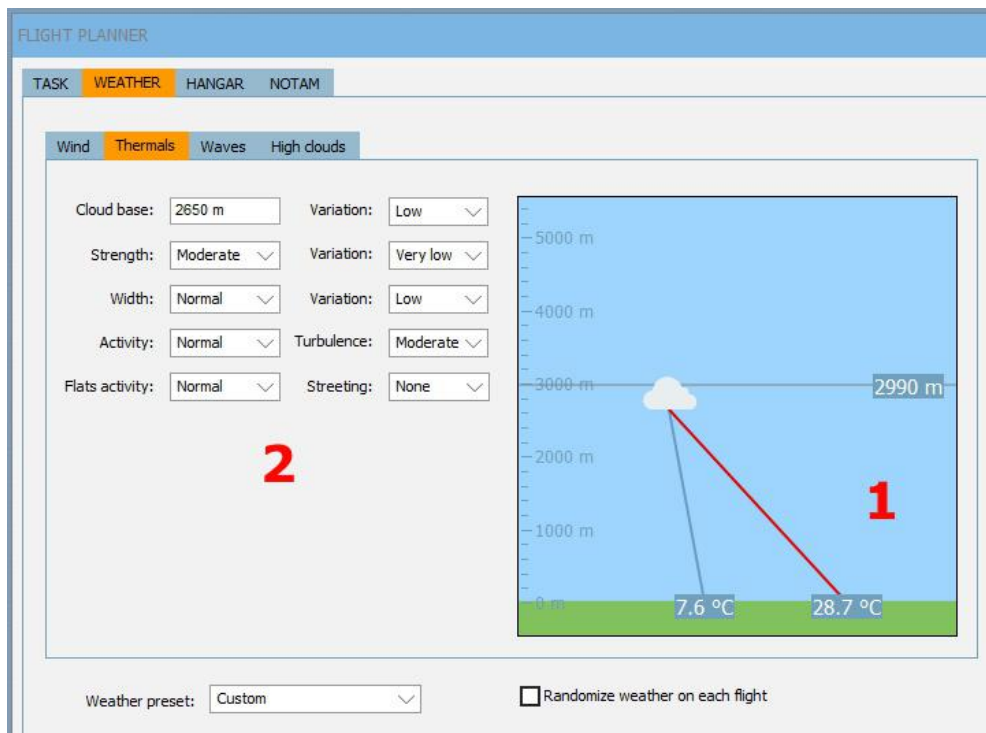 FLIGHT PLANNER
TASK WEATHER HANGAR NOTAM
Wind Thermals Waves High clouds
Cloud base: 2650 m Variation: Low
Strength: Moderate Variation: Very low
Width: Normal Variation: Low
Activity: Normal Turbulence: Moderate
Flats activity: Normal Streeting: None
2
5000 m
4000 m
3000 m 2990 m
2000 m
1
1000 m
0 m 7.6 ºC 28.7 ºC
Weather preset: Custom Randomize weather on each flight